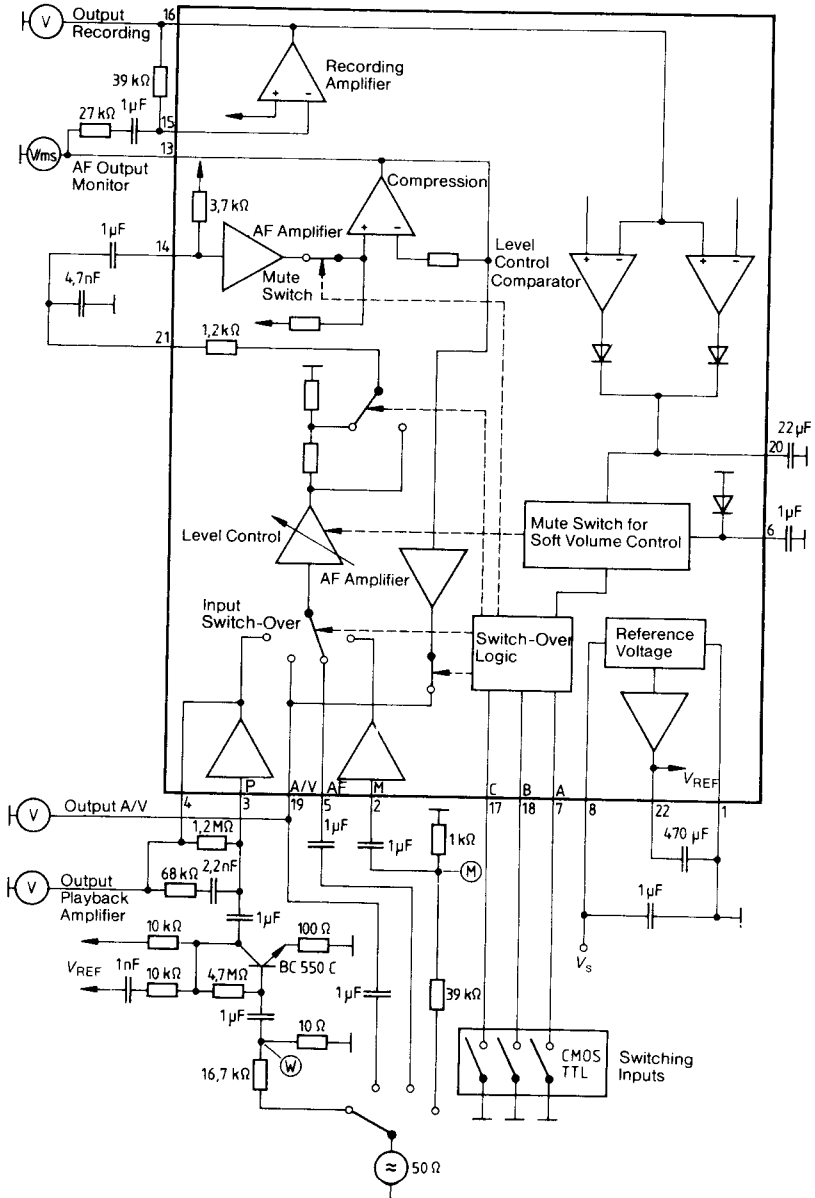 16
V
Output
Recording
39 kΩ
Recording
Amplifier
27 kΩ
1µF
15
13
V/ms
AF Output
Monitor
Compression
3,7 kΩ
AF Amplifier
1µF
14
Mute
Switch
Level
Control
Comparator
4,7nF
21
1,2 kΩ
22 µF
20
1µF
6
Mute Switch for
Soft Volume Control
Level Control
AF Amplifier
Input
Switch-Over
Switch-Over
Logic
Reference
Voltage
VREF
P
A/V
AF
M
C
B
A
4
3
19
5
2
17
18
7
8
22
1
V
Output A/V
1,2 MΩ
1µF
1µF
1 kΩ
470 µF
M
V
Output
Playback
Amplifier
68 kΩ
2,2nF
1µF
1µF
VS
10 kΩ
100 Ω
BC 550 C
VREF
1nF
10 kΩ
4,7 MΩ
1µF
39 kΩ
1µF
10 Ω
W
16,7 kΩ
CMOS
TTL
Switching
Inputs
≈
50 Ω
+
-
+
-
+
-
+
-